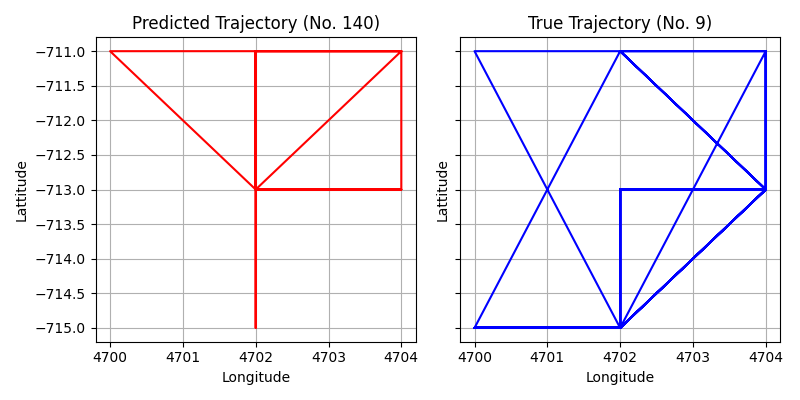 Predicted Trajectory (No. 140)
True Trajectory (No. 9)
−711.0
−711.5
−712.0
−712.5
−713.0
−713.5
−714.0
−714.5
−715.0
Lattitude
Lattitude
4700 4701 4702 4703 4704
4700 4701 4702 4703 4704
Longitude
Longitude